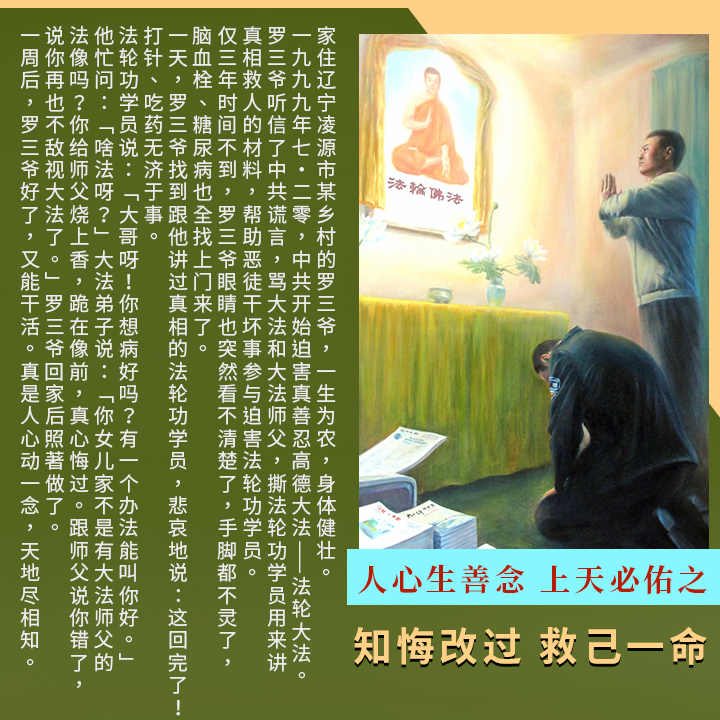 家住辽宁凌源市某乡村的罗三爷，一生为农，身体健壮。
一九九九年七·二零，中共开始迫害真善忍高德大法——法轮大法。
罗三爷听信了中共谎言，骂大法和大法师父，撕法轮功学员用来讲
真相救人的材料，帮助恶徒干坏事参与迫害法轮功学员。
仅三年时间不到，罗三爷眼睛也突然看不清楚了，手脚都不灵了，
脑血栓、糖尿病也全找上门来了。
一天，罗三爷找到跟他讲过真相的法轮功学员，悲哀地说：这回完了！
打针、吃药无济于事。
法轮功学员说：「大哥呀！你想病好吗？有一个办法能叫你好。」
他忙问：「啥法呀？」大法弟子说：「你女儿家不是有大法师父的
法像吗？你给师父烧上香，跪在像前，真心悔过。跟师父说你错了，
说你再也不敌视大法了。」罗三爷回家后照著做了。
一周后，罗三爷好了，又能干活。真是人心动一念，天地尽相知。
法輪佛法
人心生善念 上天必佑之
知悔改过 救己一命